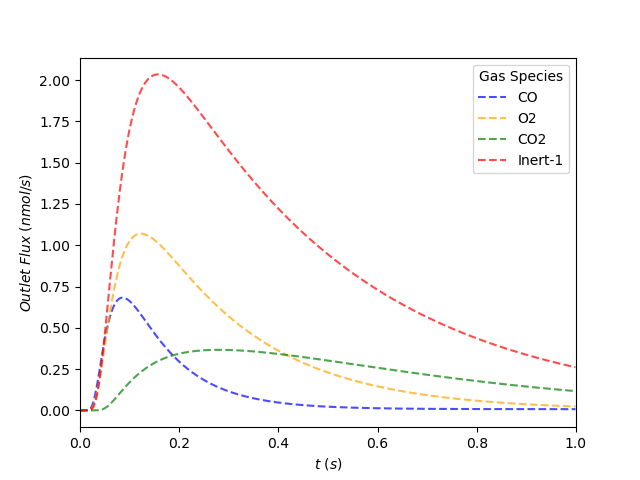 2.00
1.75
1.50
1.25
1.00
0.75
0.50
0.25
0.00
Outlet Flux (nmol/s)
0.0 0.2 0.4 0.6 0.8 1.0
t (s)
Gas Species
CO
O2
CO2
Inert-1